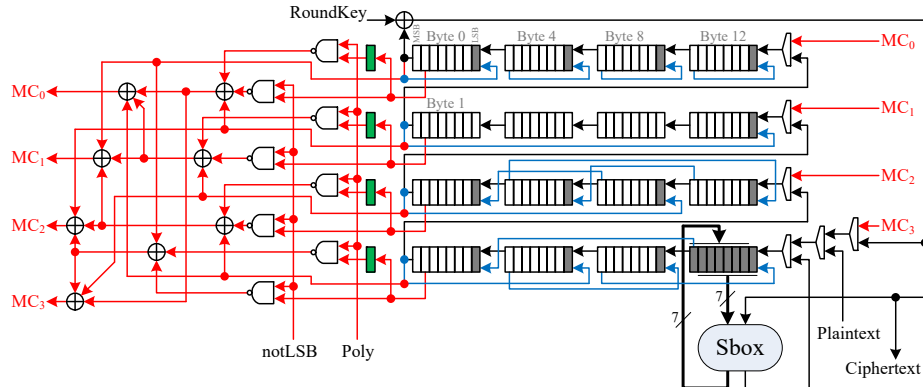 RoundKey
MSB
LSB
Byte 0
Byte 4
Byte 8
Byte 12
MC0
MC0
Byte 1
MC1
MC1
MC2
MC2
MC3
MC3
7
7
notLSB
Poly
Sbox
Plaintext
Ciphertext